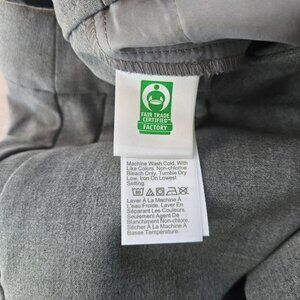 FAIR TRADE
CERTIFIED
FACTORY
Machine Wash Cold, With
Like Colors, Non-chlorine
Bleach Only, Tumble Dry
Low, Iron On Lowest
Setting.
Laver À La Machine À
L'eau Froide. Laver En
Séparant Les Couleurs.
Seulement Agent De
Blanchiment Non-chloré.
Sécher À La Machine À
Basse Température.